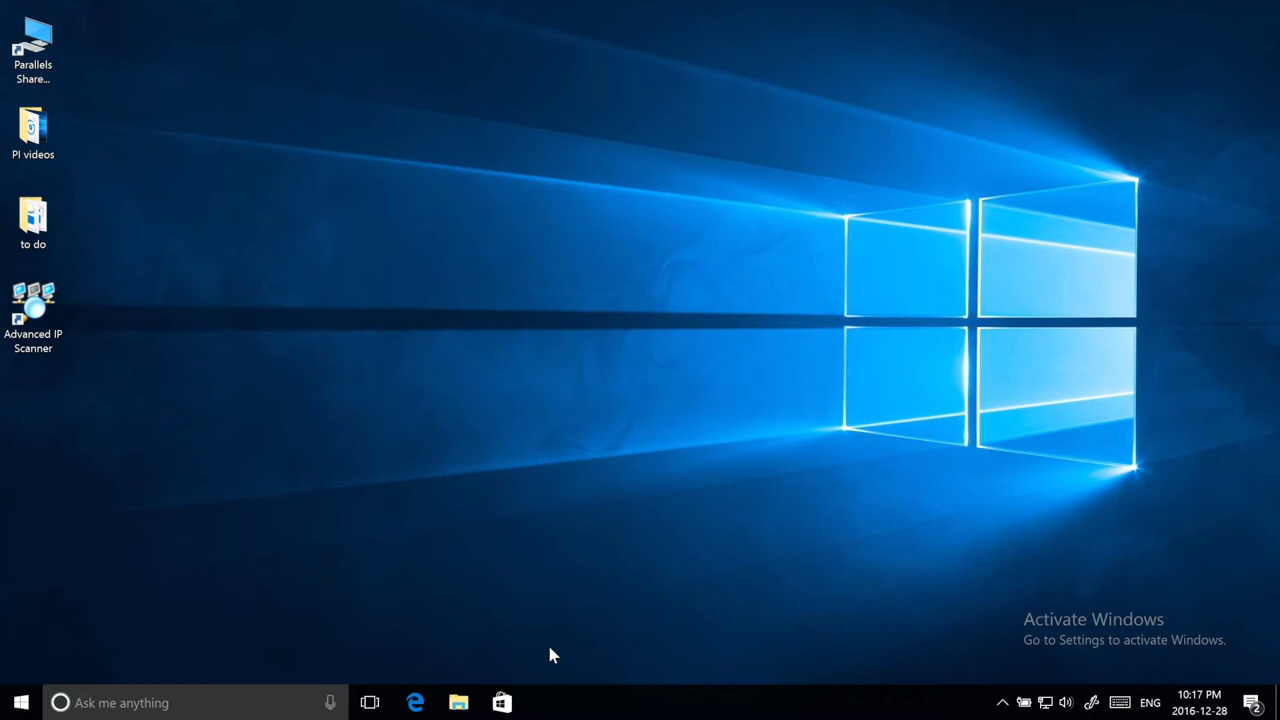 Parallels
Share...
PI videos
to do
Advanced IP
Scanner
Activate Windows
Go to Settings to activate Windows.
Ask me anything
ENG
10:17 PM
2016-12-28
2